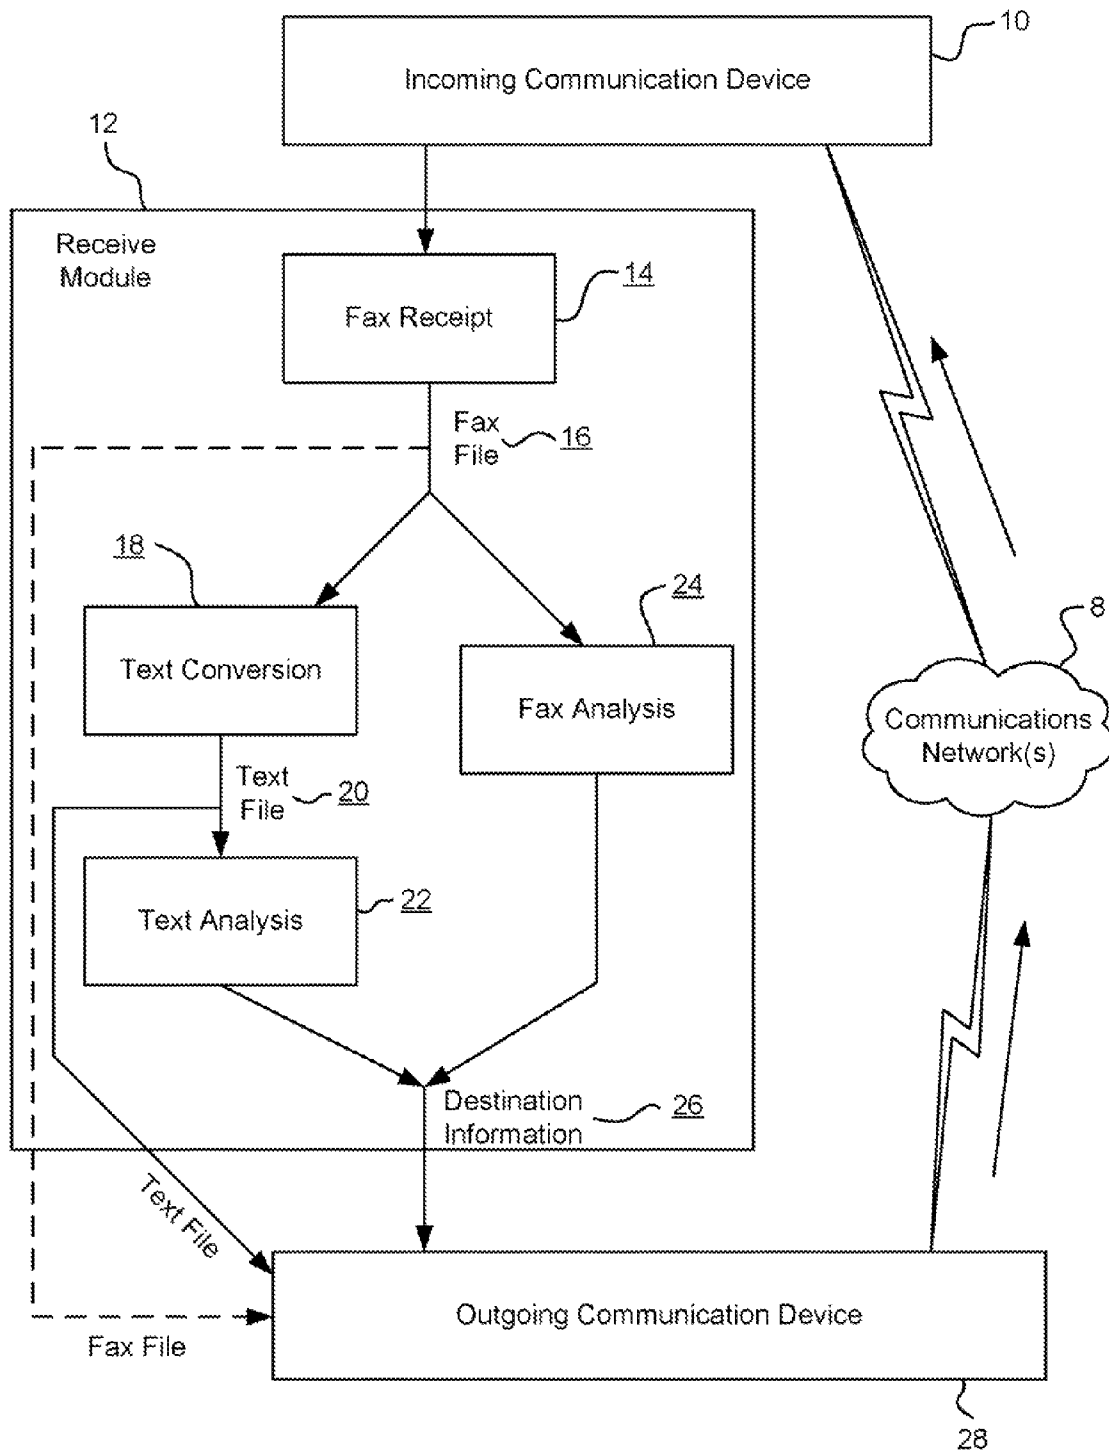 10
Incoming Communication Device
12
Receive
Module
14
Fax Receipt
Fax
File
16
18
24
Text Conversion
Fax Analysis
8
Communications
Network(s)
Text
File
20
Text Analysis
22
Destination
Information
26
Text File
Outgoing Communication Device
Fax File
28